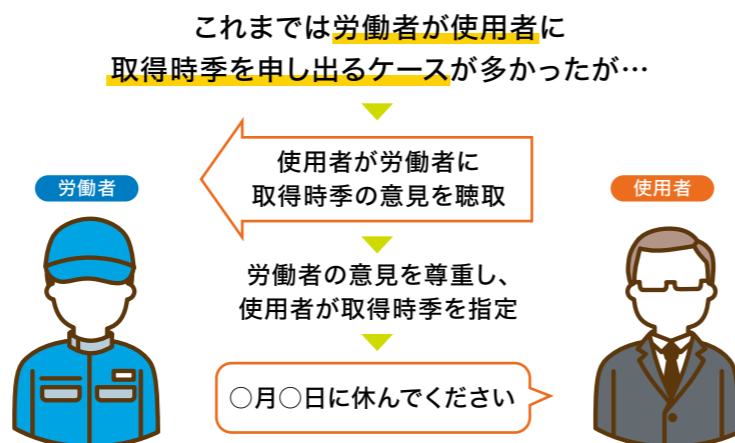 これまでは労働者が使用者に
取得時季を申し出るケースが多かったが…
使用者が労働者に
取得時季の意見を聴取
労働者
使用者
労働者の意見を尊重し、
使用者が取得時季を指定
○月○日に休んでください